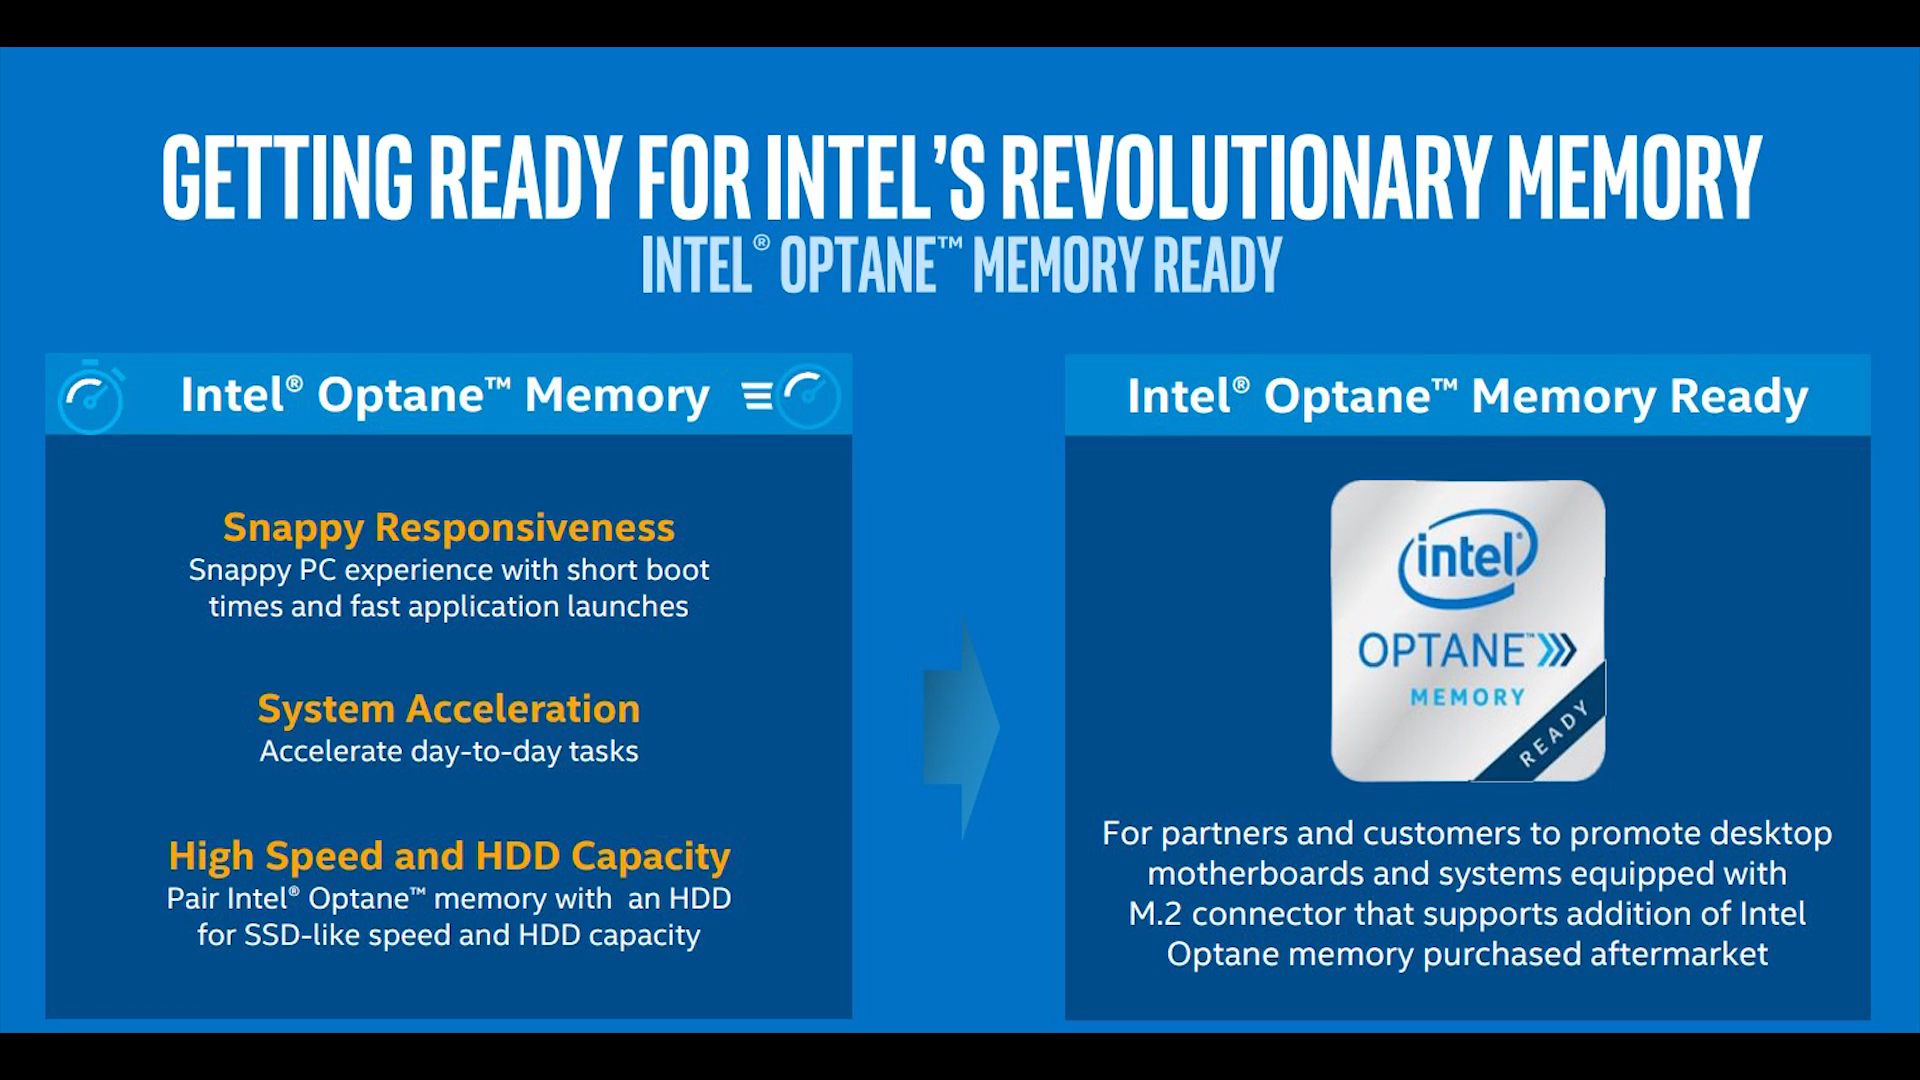 GETTING READY FOR INTEL’S REVOLUTIONARY MEMORY
INTEL® OPTANE™ MEMORY READY
Intel® Optane™ Memory
Snappy Responsiveness
Snappy PC experience with short boot
times and fast application launches
System Acceleration
Accelerate day-to-day tasks
High Speed and HDD Capacity
Pair Intel® Optane™ memory with an HDD
for SSD-like speed and HDD capacity
Intel® Optane™ Memory Ready
intel®
OPTANE™
MEMORY
READY
For partners and customers to promote desktop
motherboards and systems equipped with
M.2 connector that supports addition of Intel
Optane memory purchased aftermarket